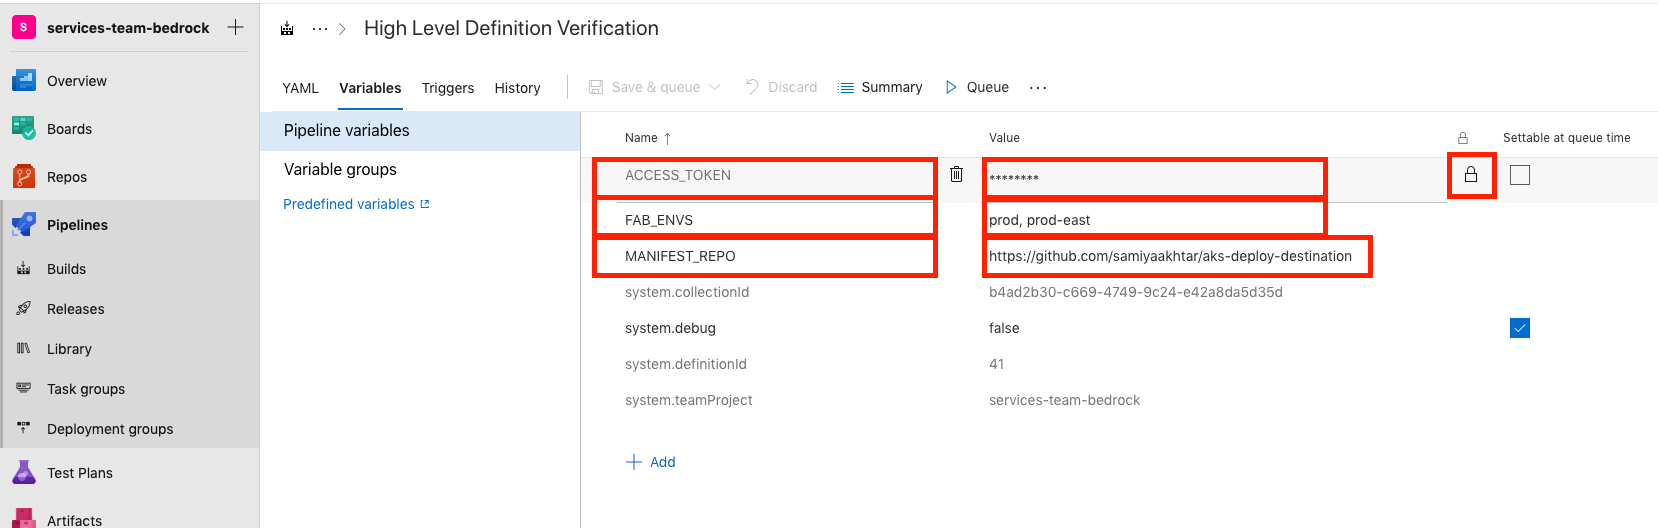 S services-team-bedrock
High Level Definition Verification
Overview
Boards
Repos
Pipelines
Builds
Releases
Library
Task groups
Deployment groups
Test Plans
Artifacts
YAML Variables Triggers History Save & queue Discard Summary Queue
Pipeline variables
Variable groups
Predefined variables
Name Value Settable at queue time
ACCESS_TOKEN ********
FAB_ENVS prod, prod-east
MANIFEST_REPO https://github.com/samiyaakhtar/aks-deploy-destination
system.collectionId b4ad2b30-c669-4749-9c24-e42a8da5d35d
system.debug false
system.definitionId 41
system.teamProject services-team-bedrock
Add